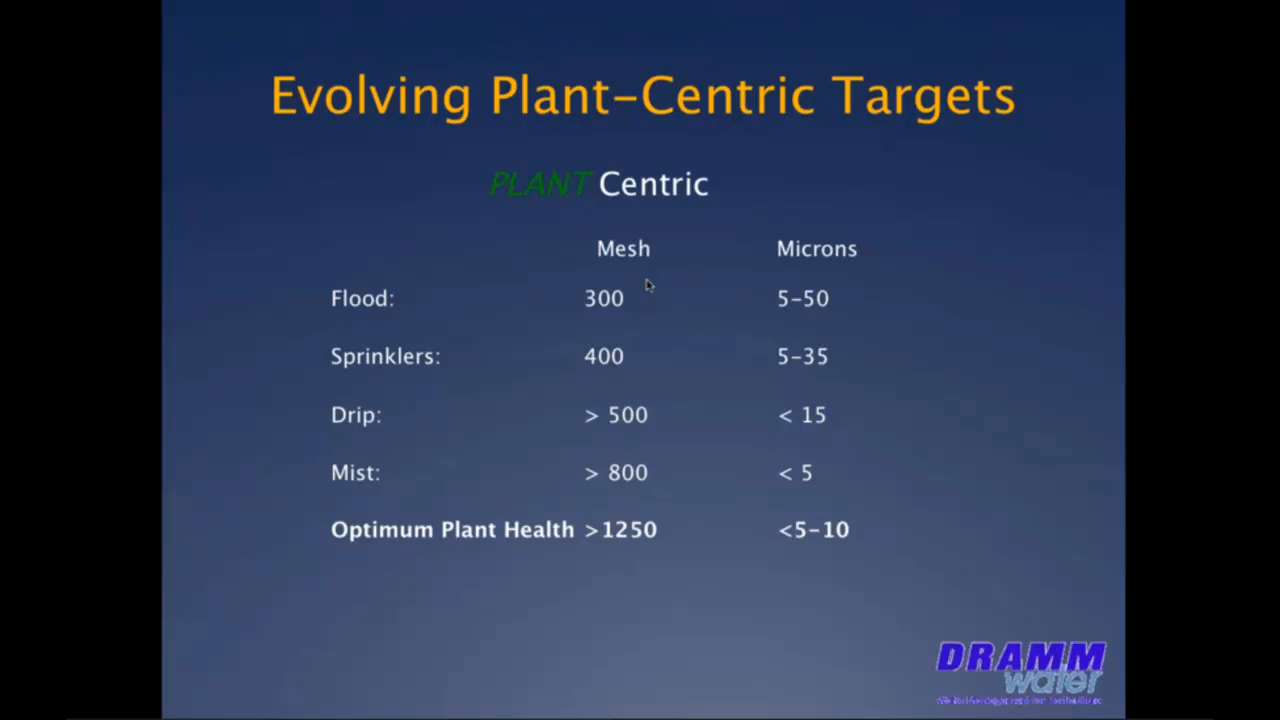 Evolving Plant-Centric Targets
PLANT Centric
Mesh Microns
Flood: 300 5-50
Sprinklers: 400 5-35
Drip: > 500 < 15
Mist: > 800 < 5
Optimum Plant Health >1250 <5-10
DRAMM
water